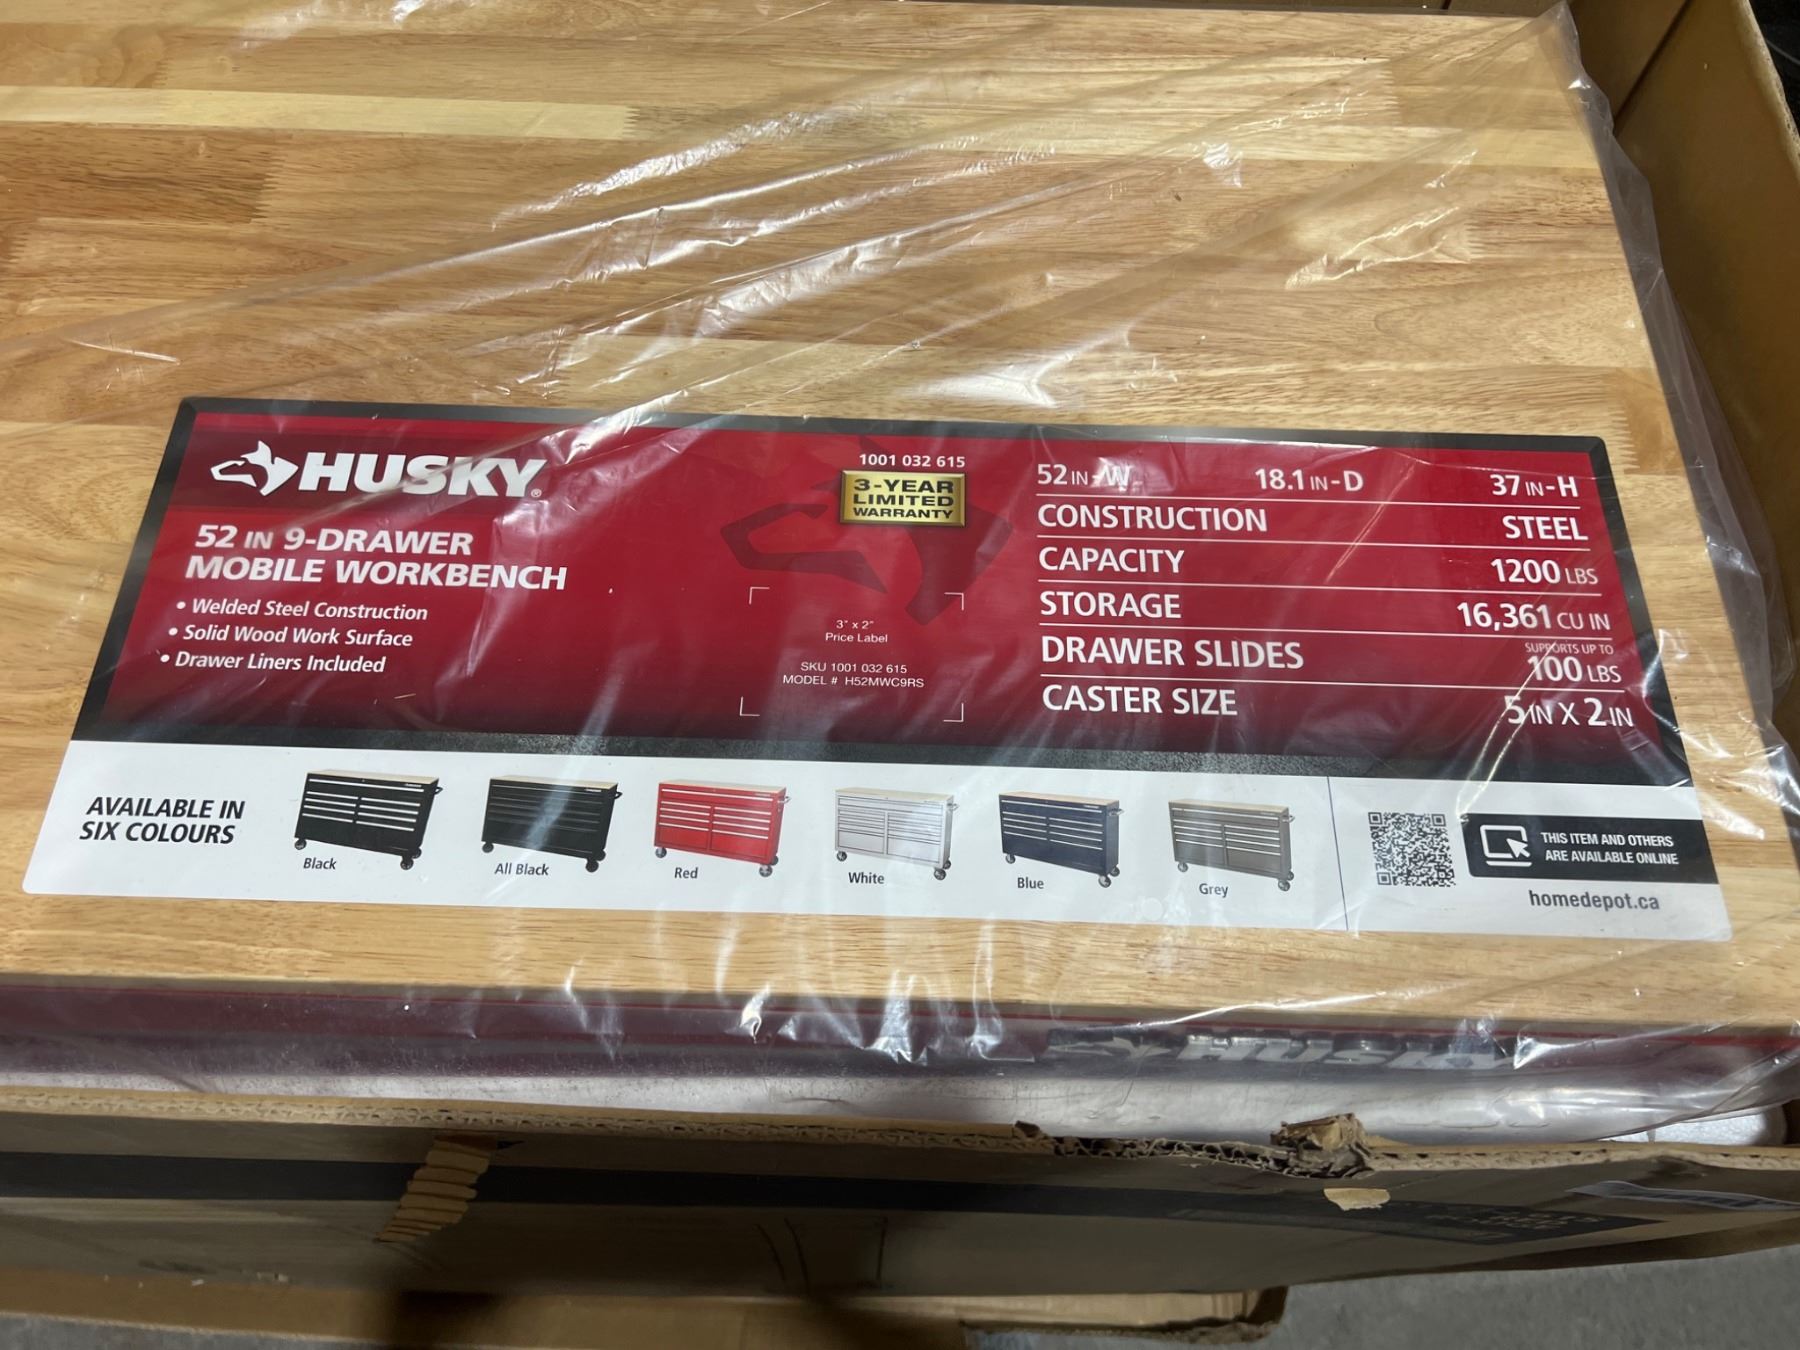 HUSKY®
52 IN 9-DRAWER
MOBILE WORKBENCH
• Welded Steel Construction
• Solid Wood Work Surface
• Drawer Liners Included
1001 032 615
3-YEAR
LIMITED
WARRANTY
3" x 2"
Price Label
SKU 1001 032 615
MODEL # H52MWC9RS
52 IN-W 18.1 IN-D 37 IN-H
CONSTRUCTION STEEL
CAPACITY 1200 LBS
STORAGE 16,361 CU IN
DRAWER SLIDES SUPPORTS UP TO 100 LBS
CASTER SIZE 5 IN X 2 IN
AVAILABLE IN
SIX COLOURS
Black
All Black
Red
White
Blue
Grey
THIS ITEM AND OTHERS
ARE AVAILABLE ONLINE
homedepot.ca
HUSKY